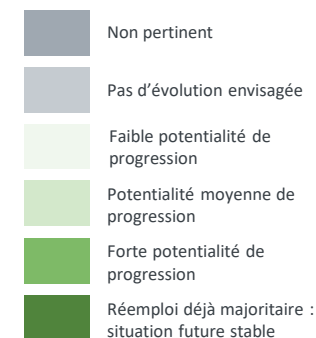 Non pertinent
Pas d’évolution envisagée
Faible potentialité de
progression
Potentialité moyenne de
progression
Forte potentialité de
progression
Réemploi déjà majoritaire :
situation future stable